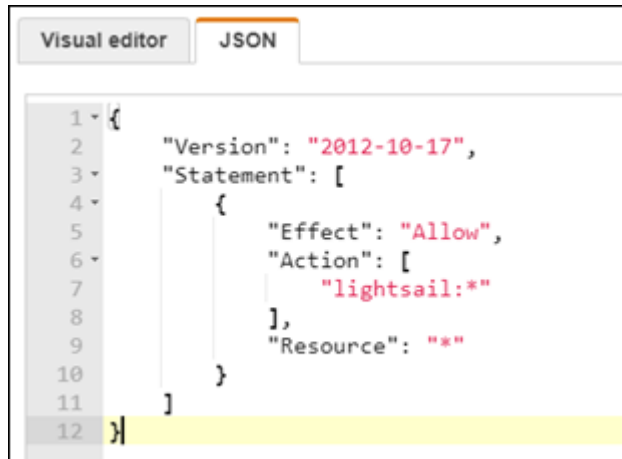 Visual editor JSON
1 {
2 "Version": "2012-10-17",
3 "Statement": [
4 {
5 "Effect": "Allow",
6 "Action": [
7 "lightsail:*"
8 ],
9 "Resource": "*"
10 }
11 ]
12 }